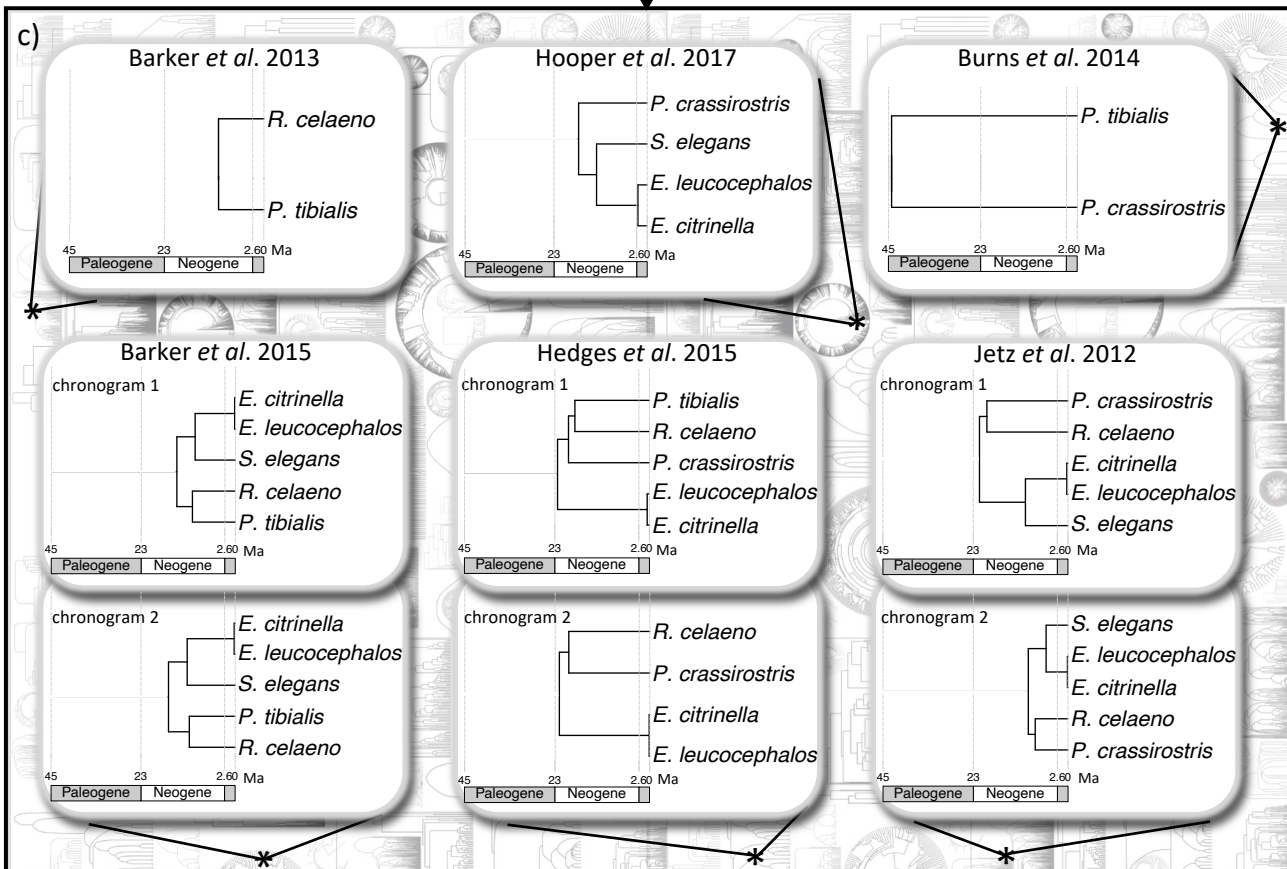 c)
Barker et al. 2013
R. celaeno
P. tibialis
45 23 2.60 Ma
Paleogene Neogene
Hooper et al. 2017
P. crassirostris
S. elegans
E. leucocephalos
E. citrinella
45 23 2.60 Ma
Paleogene Neogene
Burns et al. 2014
P. tibialis
P. crassirostris
45 23 2.60 Ma
Paleogene Neogene
Barker et al. 2015
chronogram 1
E. citrinella
E. leucocephalos
S. elegans
R. celaeno
P. tibialis
45 23 2.60 Ma
Paleogene Neogene
chronogram 2
E. citrinella
E. leucocephalos
S. elegans
P. tibialis
R. celaeno
45 23 2.60 Ma
Paleogene Neogene
Hedges et al. 2015
chronogram 1
P. tibialis
R. celaeno
P. crassirostris
E. leucocephalos
E. citrinella
45 23 2.60 Ma
Paleogene Neogene
chronogram 2
R. celaeno
P. crassirostris
E. citrinella
E. leucocephalos
45 23 2.60 Ma
Paleogene Neogene
Jetz et al. 2012
chronogram 1
P. crassirostris
R. celaeno
E. citrinella
E. leucocephalos
S. elegans
45 23 2.60 Ma
Paleogene Neogene
chronogram 2
S. elegans
E. leucocephalos
E. citrinella
R. celaeno
P. crassirostris
45 23 2.60 Ma
Paleogene Neogene